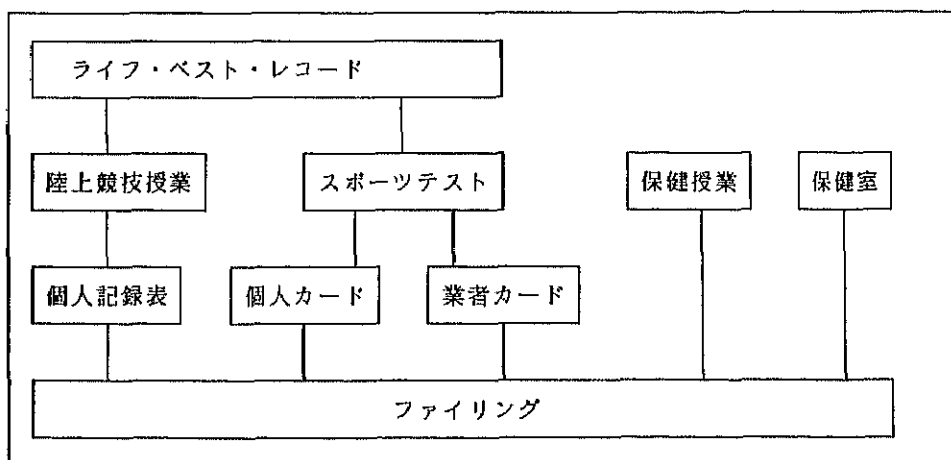 ライフ・ベスト・レコード
陸上競技授業
スポーツテスト
保健授業
保健室
個人記録表
個人カード
業者カード
ファイリング